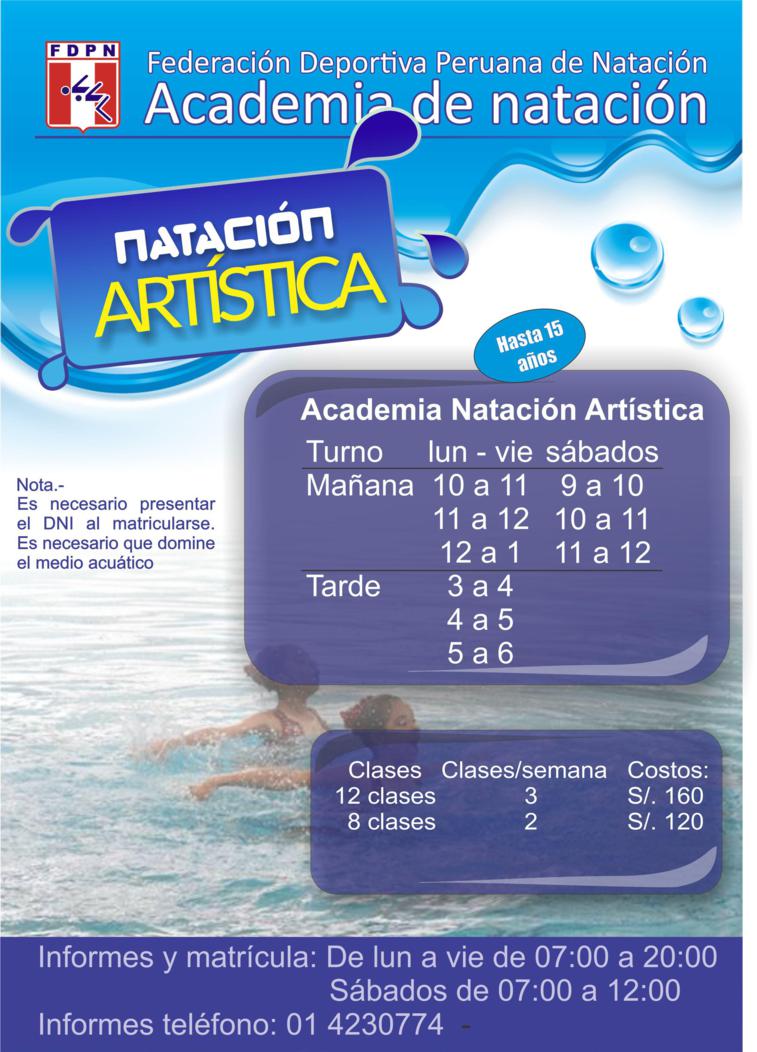 FDPN
Federación Deportiva Peruana de Natación
Academia de natación
NATACIÓN
ARTÍSTICA
Hasta 15
años
Academia Natación Artística
Turno lun - vie sábados
Mañana 10 a 11 9 a 10
11 a 12 10 a 11
12 a 1 11 a 12
Tarde 3 a 4
4 a 5
5 a 6
Nota.-
Es necesario presentar
el DNI al matricularse.
Es necesario que domine
el medio acuático
Clases Clases/semana Costos:
12 clases 3 S/. 160
8 clases 2 S/. 120
Informes y matrícula: De lun a vie de 07:00 a 20:00
Sábados de 07:00 a 12:00
Informes teléfono: 01 4230774 -